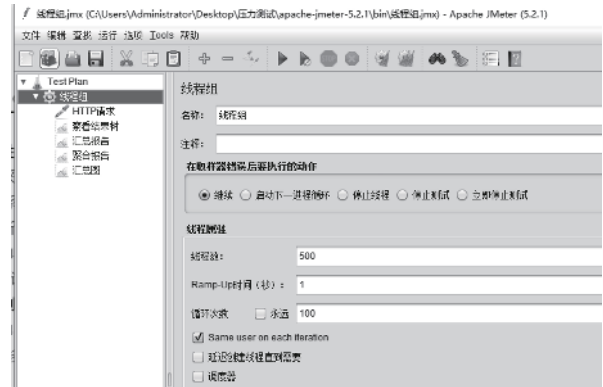 线程组.jmx (C:\Users\Administrator\Desktop\压力测试\apache-jmeter-5.2.1\bin\线程组.jmx) - Apache JMeter (5.2.1)
文件 编辑 查找 运行 选项 Tools 帮助
Test Plan
线程组
HTTP请求
察看结果树
汇总报告
聚合报告
汇总图
线程组
名称: 线程组
注释:
在取样器错误后要执行的动作
继续 启动下一进程循环 停止线程 停止测试 立即停止测试
线程属性
线程数: 500
Ramp-Up时间(秒): 1
循环次数 永远 100
Same user on each iteration
延迟创建线程直到需要
调度器